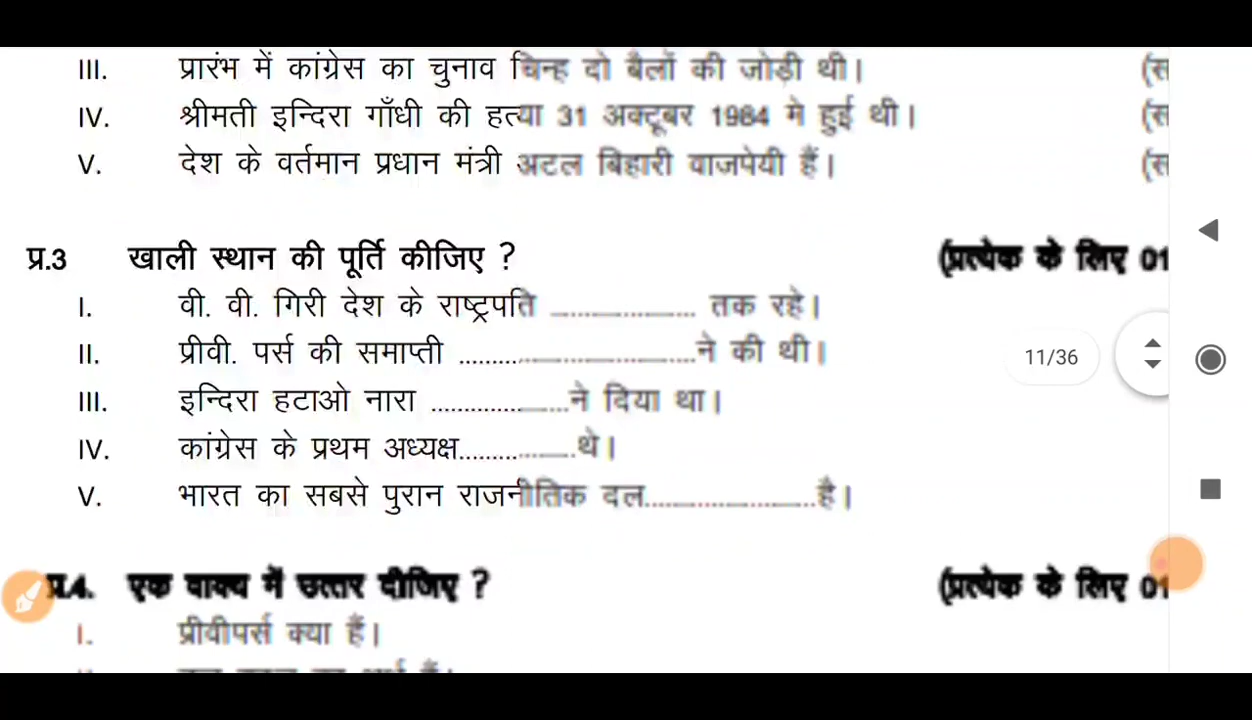 III. प्रारंभ में कांग्रेस का चुनाव चिन्ह दो बैलों की जोड़ी थी। (स
IV. श्रीमती इन्दिरा गाँधी की हत्या 31 अक्टूबर 1984 मे हुई थी। (स
V. देश के वर्तमान प्रधान मंत्री अटल बिहारी वाजपेयी हैं। (स
प्र.3 खाली स्थान की पूर्ति कीजिए ? (प्रत्येक के लिए 01
I. वी. वी. गिरी देश के राष्ट्रपति .................... तक रहे।
II. प्रीवी. पर्स की समाप्ती .................................ने की थी।
11/36
III. इन्दिरा हटाओ नारा ...................ने दिया था।
IV. कांग्रेस के प्रथम अध्यक्ष................थे।
V. भारत का सबसे पुरान राजनीतिक दल.......................है।
प्र.4. एक वाक्य में उत्तर दीजिए ? (प्रत्येक के लिए 01
I. प्रीवीपर्स क्या हैं।